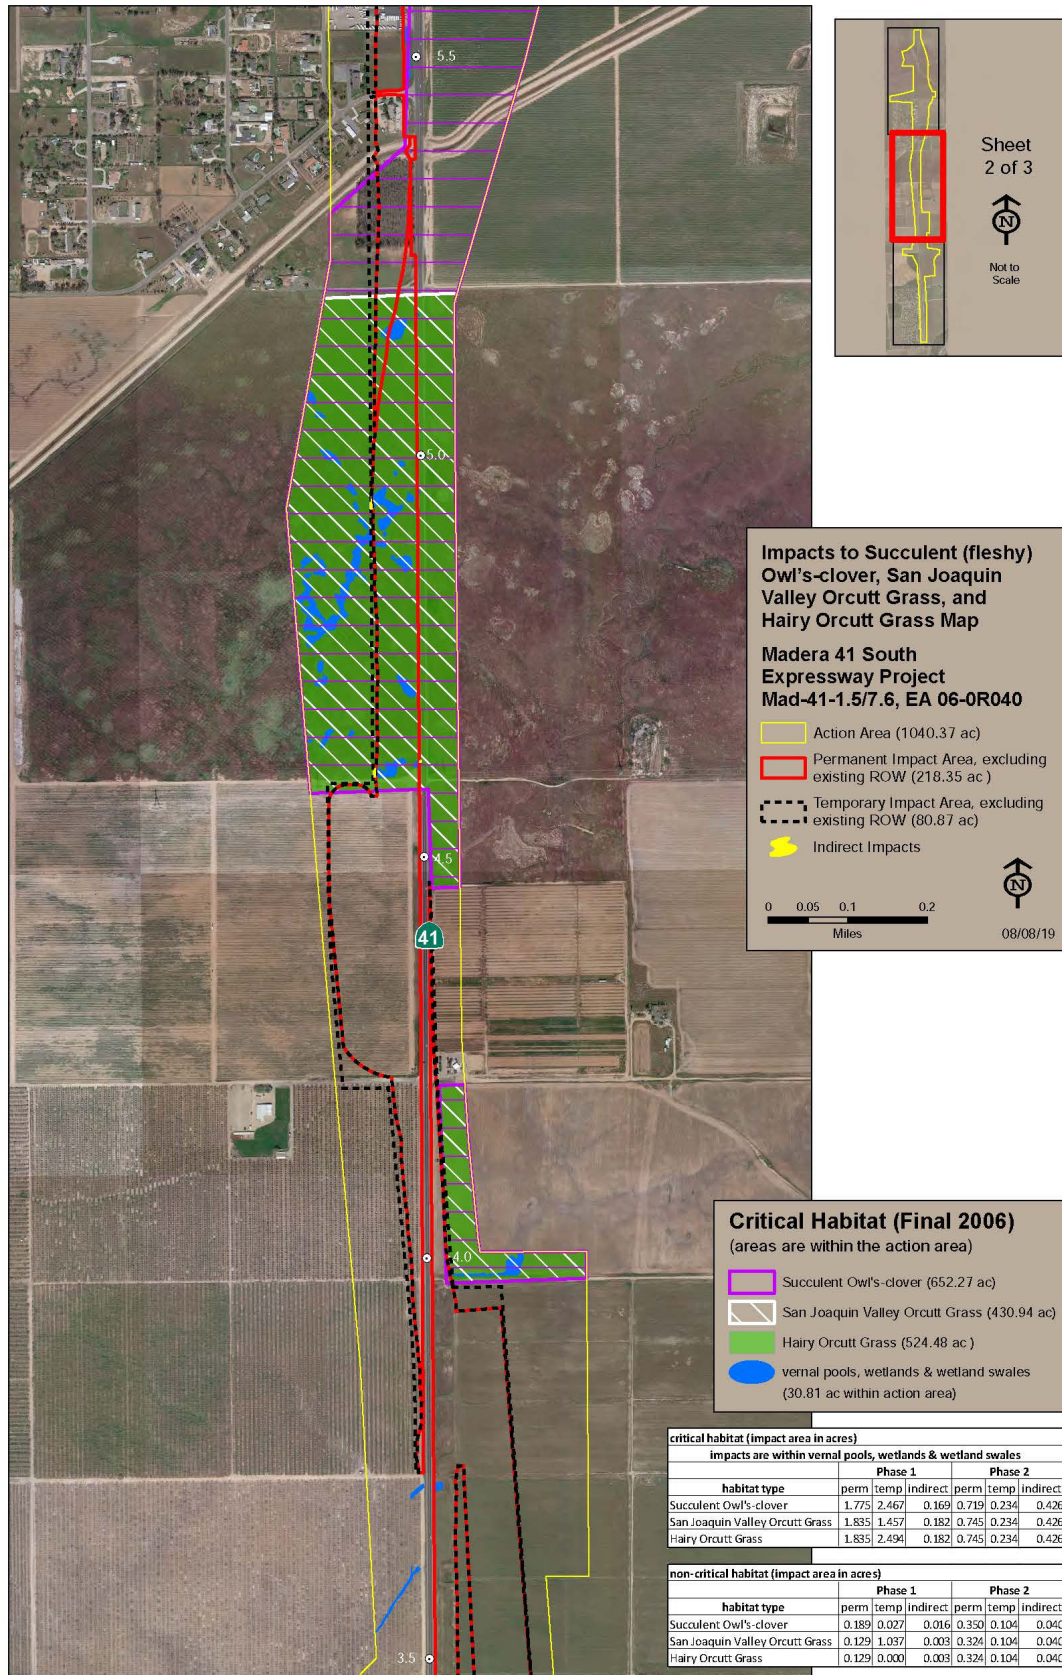 5.5
5.0
4.5
41
4.0
3.5
Sheet
2 of 3
N
Not to
Scale
Impacts to Succulent (fleshy)
Owl's-clover, San Joaquin
Valley Orcutt Grass, and
Hairy Orcutt Grass Map
Madera 41 South
Expressway Project
Mad-41-1.5/7.6, EA 06-0R040
Action Area (1040.37 ac)
Permanent Impact Area, excluding
existing ROW (218.35 ac )
Temporary Impact Area, excluding
existing ROW (80.87 ac)
Indirect Impacts
N
0 0.05 0.1 0.2
Miles
08/08/19
Critical Habitat (Final 2006)
(areas are within the action area)
Succulent Owl's-clover (652.27 ac)
San Joaquin Valley Orcutt Grass (430.94 ac)
Hairy Orcutt Grass (524.48 ac )
vernal pools, wetlands & wetland swales
(30.81 ac within action area)
critical habitat (impact area in acres)
impacts are within vernal pools, wetlands & wetland swales
Phase 1 Phase 2
habitat type perm temp indirect perm temp indirect
Succulent Owl's-clover 1.775 2.467 0.169 0.719 0.234 0.426
San Joaquin Valley Orcutt Grass 1.835 1.457 0.182 0.745 0.234 0.426
Hairy Orcutt Grass 1.835 2.494 0.182 0.745 0.234 0.426
non-critical habitat (impact area in acres)
Phase 1 Phase 2
habitat type perm temp indirect perm temp indirect
Succulent Owl's-clover 0.189 0.027 0.016 0.350 0.104 0.040
San Joaquin Valley Orcutt Grass 0.129 1.037 0.003 0.324 0.104 0.040
Hairy Orcutt Grass 0.129 0.000 0.003 0.324 0.104 0.040